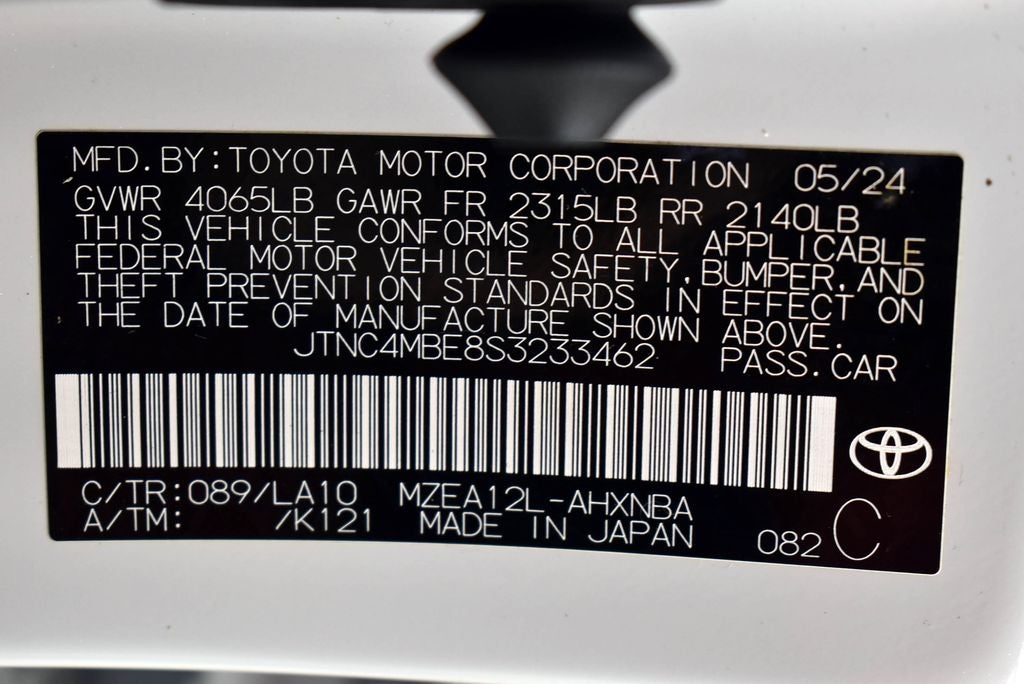 MFD.BY:TOYOTA MOTOR CORPORATION 05/24
GVWR 4065LB GAWR FR 2315LB RR 2140LB
THIS VEHICLE CONFORMS TO ALL APPLICABLE
FEDERAL MOTOR VEHICLE SAFETY,BUMPER,AND
THEFT PREVENTION STANDARDS IN EFFECT ON
THE DATE OF MANUFACTURE SHOWN ABOVE.
JTNC4MBE8S3233462 PASS.CAR
C/TR:089/LA10 MZEA12L-AHXNBA
A/TM: /K121 MADE IN JAPAN 082 C